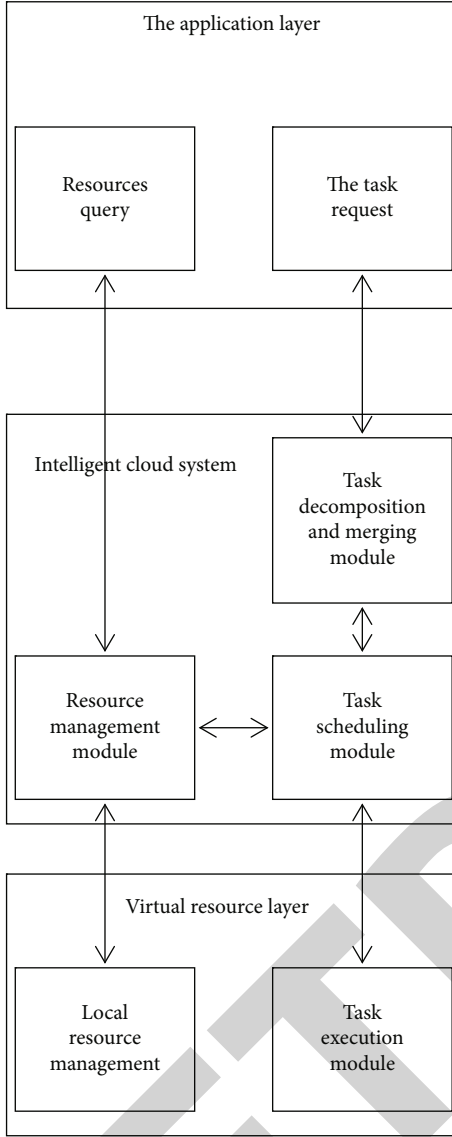 The application layer
Resources
query
The task
request
Intelligent cloud system
Task
decomposition
and merging
module
Resource
management
module
Task
scheduling
module
Virtual resource layer
Local
resource
management
Task
execution
module